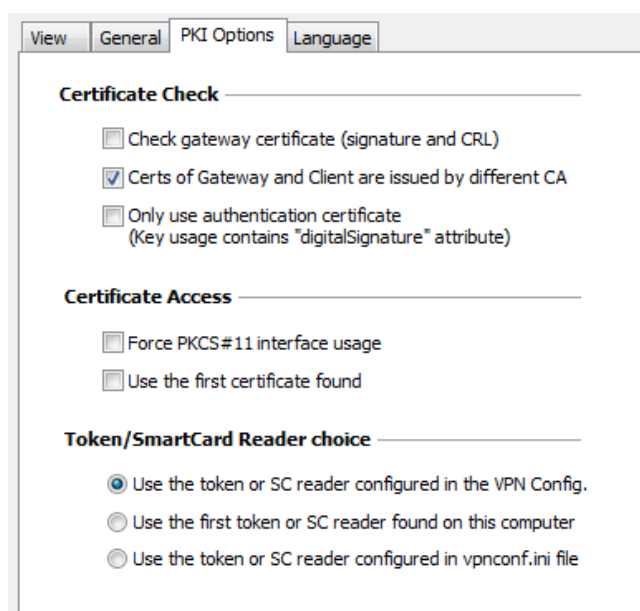 View General PKI Options Language
Certificate Check
Check gateway certificate (signature and CRL)
Certs of Gateway and Client are issued by different CA
Only use authentication certificate
(Key usage contains "digitalSignature" attribute)
Certificate Access
Force PKCS#11 interface usage
Use the first certificate found
Token/SmartCard Reader choice
Use the token or SC reader configured in the VPN Config.
Use the first token or SC reader found on this computer
Use the token or SC reader configured in vpnconf.ini file